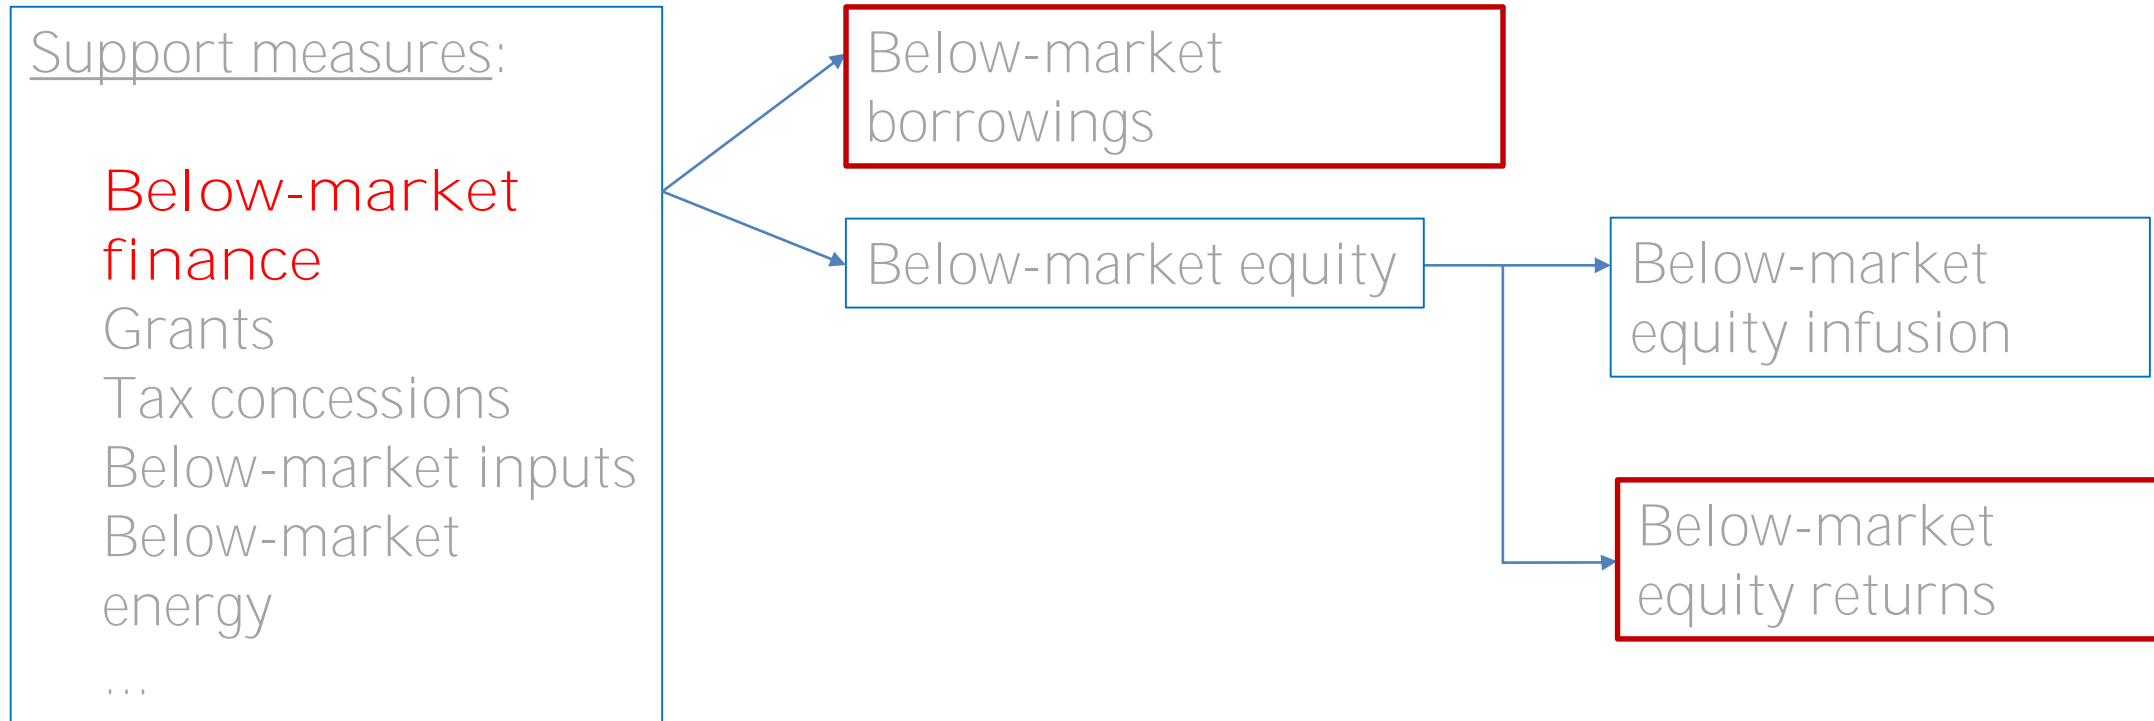 Support measures:
Below-market
finance
Grants
Tax concessions
Below-market inputs
Below-market
energy
...
Below-market
borrowings
Below-market equity
Below-market
equity infusion
Below-market
equity returns